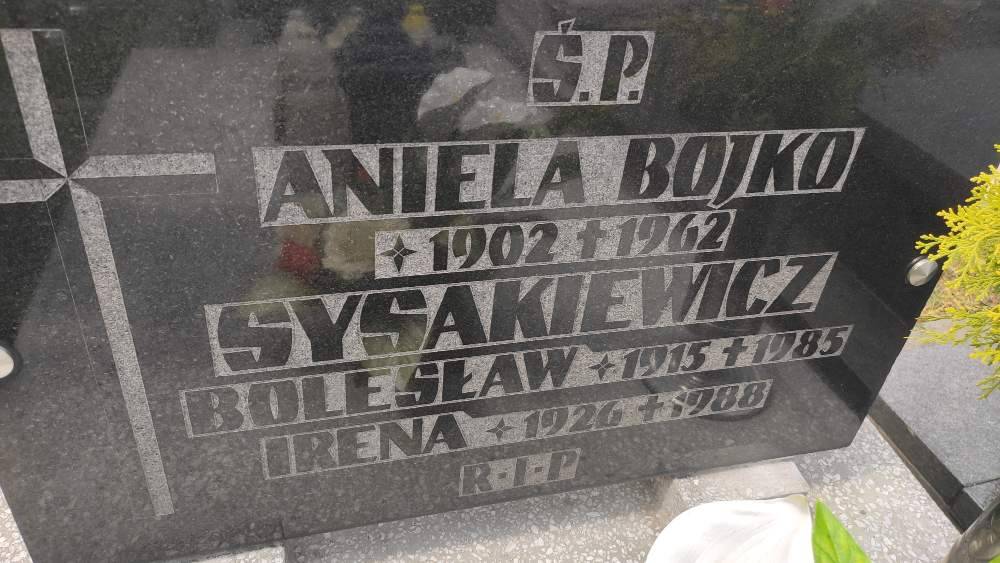 Ś.P.
ANIELA BOJKO
✦ 1902 † 1962
SYSAKIEWICZ
BOLESŁAW ✦ 1915 † 1985
IRENA ✦ 1926 † 1988
R-I-P